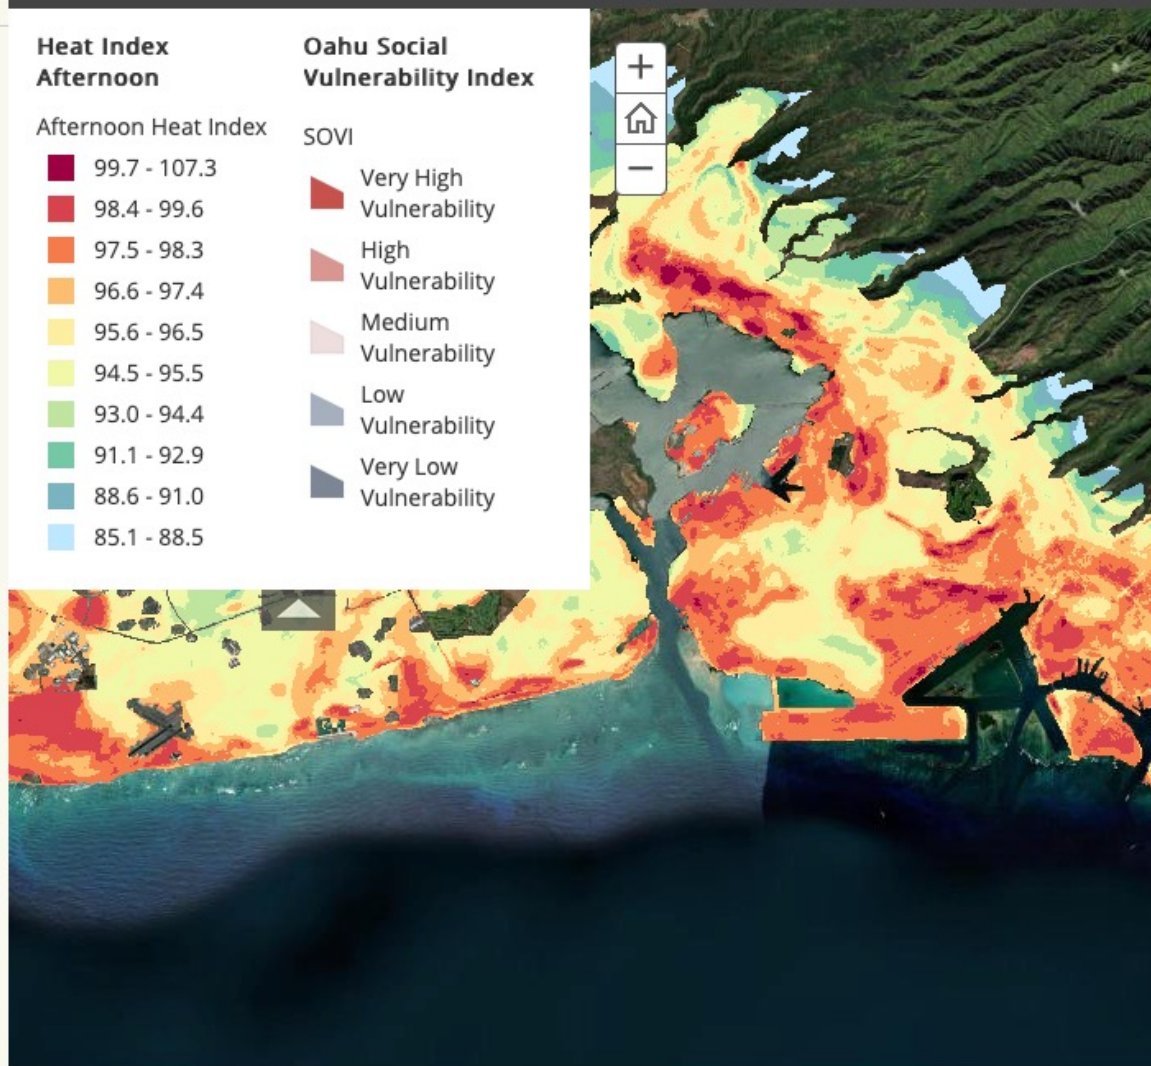 Heat Index
Afternoon
Afternoon Heat Index
99.7 - 107.3
98.4 - 99.6
97.5 - 98.3
96.6 - 97.4
95.6 - 96.5
94.5 - 95.5
93.0 - 94.4
91.1 - 92.9
88.6 - 91.0
85.1 - 88.5
Oahu Social
Vulnerability Index
SOVI
Very High
Vulnerability
High
Vulnerability
Medium
Vulnerability
Low
Vulnerability
Very Low
Vulnerability
+
−